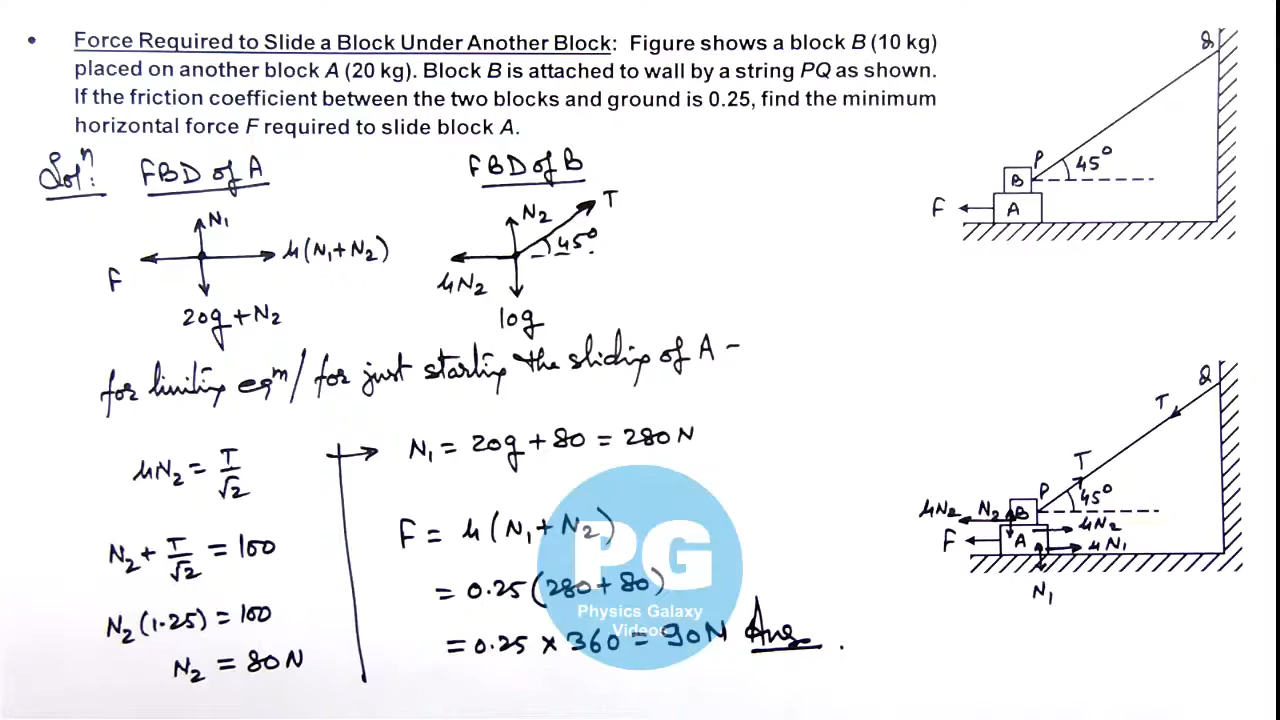 • Force Required to Slide a Block Under Another Block: Figure shows a block B (10 kg)
placed on another block A (20 kg). Block B is attached to wall by a string PQ as shown.
If the friction coefficient between the two blocks and ground is 0.25, find the minimum
horizontal force F required to slide block A.
Solⁿ: FBD of A
FBD of B
N₁
μ(N₁+N₂)
F
20g + N₂
N₂
T
45°
μN₂
10g
for limiting eqᵐ / for just starting the sliding of A –
μN₂ = T/√2
N₂ + T/√2 = 100
N₂(1.25) = 100
N₂ = 80N
N₁ = 20g + 80 = 280N
F = μ(N₁+N₂)
= 0.25(280+80)
= 0.25 × 360 = 90N Ans.
PG
Physics Galaxy
Videos
Q
P
45°
B
F
A
Q
T
T
P
45°
μN₂ N₂ B
μN₂
F A
μN₁
N₁